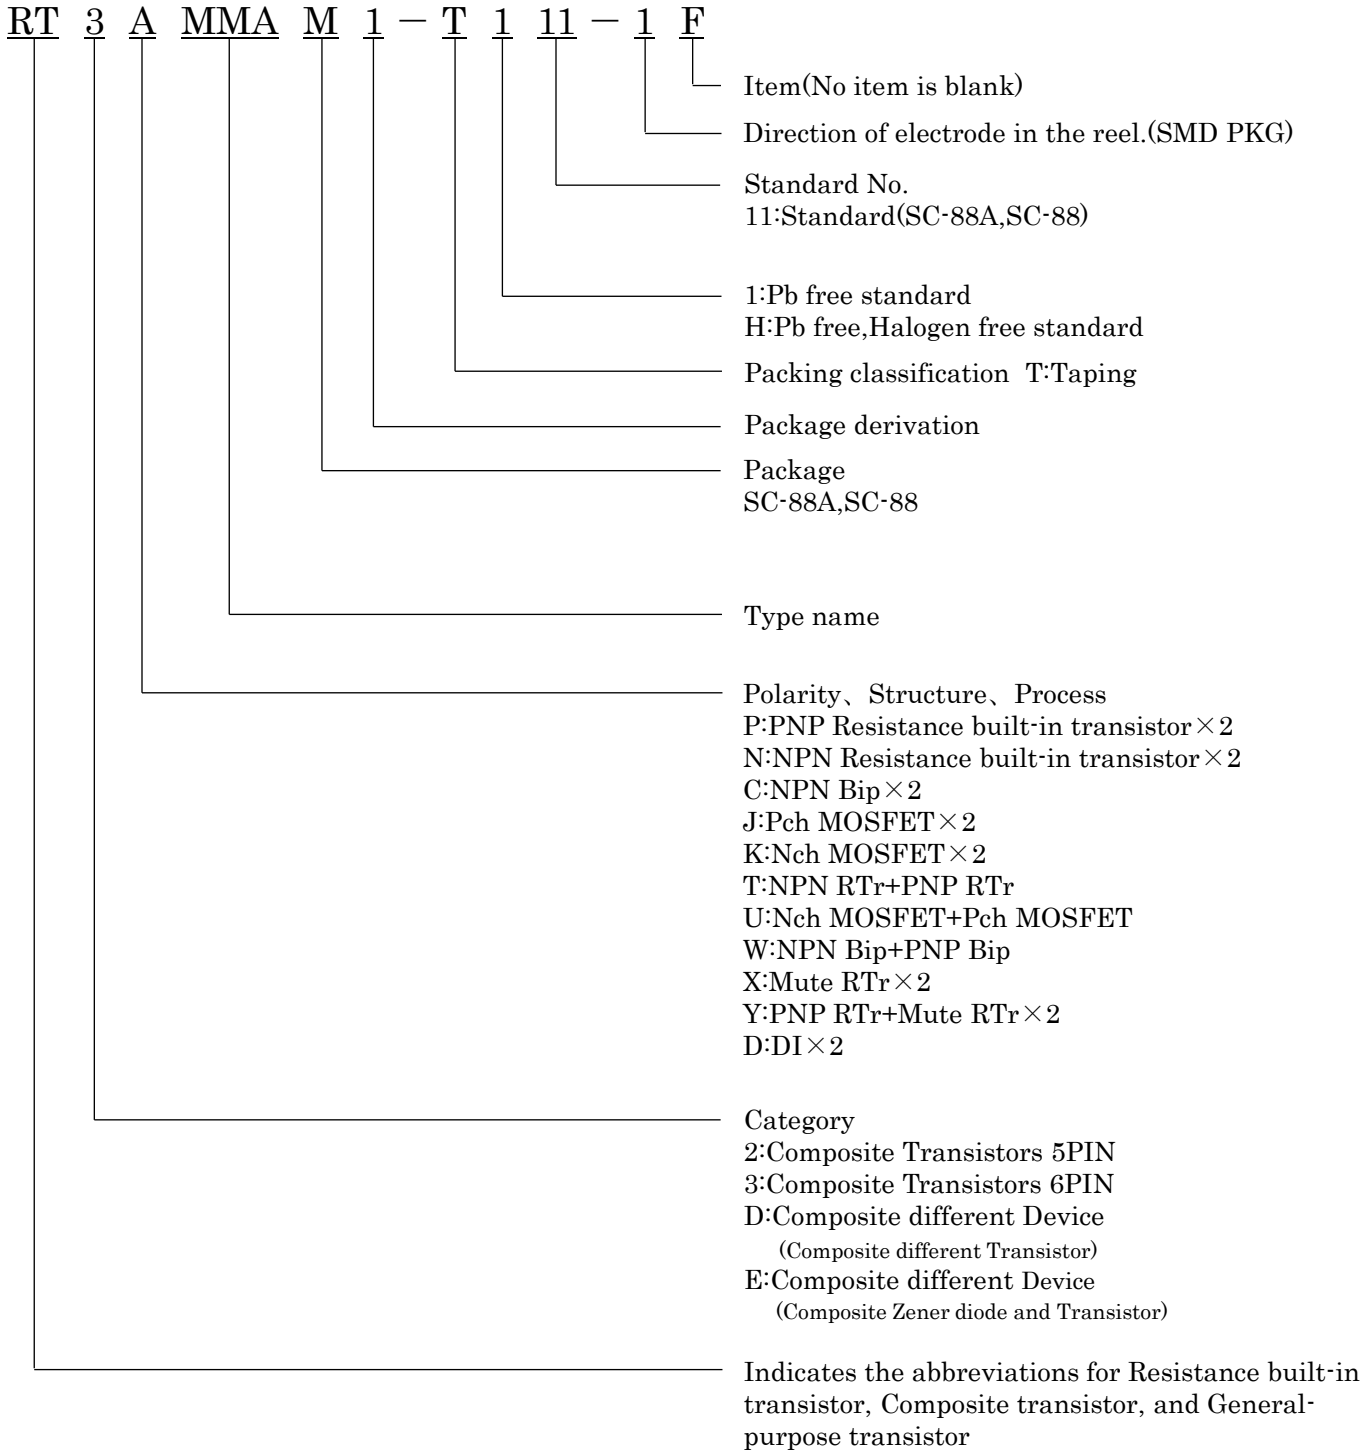 RT 3 A MMA M 1 － T 1 11 － 1 F
Item(No item is blank)
Direction of electrode in the reel.(SMD PKG)
Standard No.
11:Standard(SC-88A,SC-88)
1:Pb free standard
H:Pb free,Halogen free standard
Packing classification T:Taping
Package derivation
Package
SC-88A,SC-88
Type name
Polarity、Structure、Process
P:PNP Resistance built-in transistor×2
N:NPN Resistance built-in transistor×2
C:NPN Bip×2
J:Pch MOSFET×2
K:Nch MOSFET×2
T:NPN RTr+PNP RTr
U:Nch MOSFET+Pch MOSFET
W:NPN Bip+PNP Bip
X:Mute RTr×2
Y:PNP RTr+Mute RTr×2
D:DI×2
Category
2:Composite Transistors 5PIN
3:Composite Transistors 6PIN
D:Composite different Device
(Composite different Transistor)
E:Composite different Device
(Composite Zener diode and Transistor)
Indicates the abbreviations for Resistance built-in
transistor, Composite transistor, and General-
purpose transistor